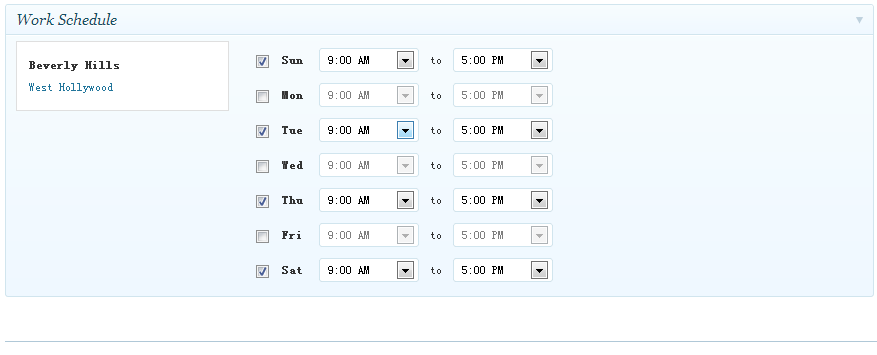 Work Schedule
Beverly Hills
West Hollywood
Sun 9:00 AM to 5:00 PM
Mon 9:00 AM to 5:00 PM
Tue 9:00 AM to 5:00 PM
Wed 9:00 AM to 5:00 PM
Thu 9:00 AM to 5:00 PM
Fri 9:00 AM to 5:00 PM
Sat 9:00 AM to 5:00 PM